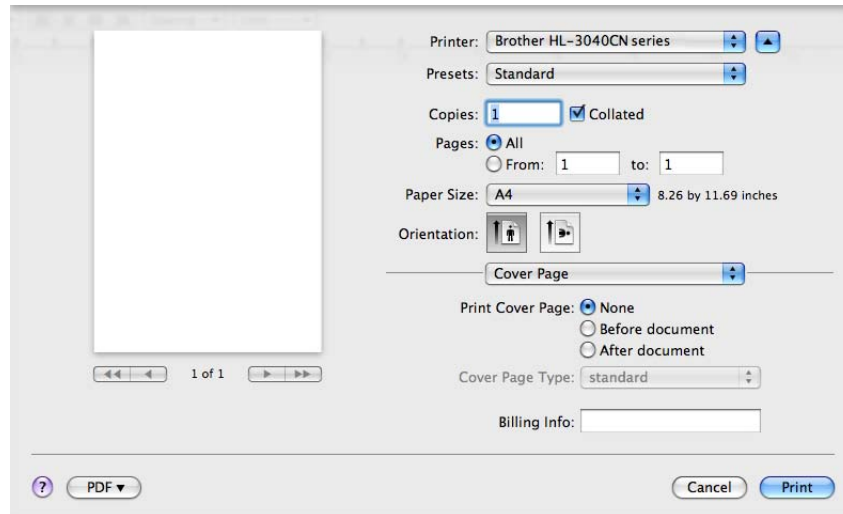 Printer: Brother HL-3040CN series
Presets: Standard
Copies: 1 Collated
Pages: All
From: 1 to: 1
Paper Size: A4 8.26 by 11.69 inches
Orientation:
Cover Page
Print Cover Page: None
Before document
After document
1 of 1
Cover Page Type: standard
Billing Info:
? PDF Cancel Print